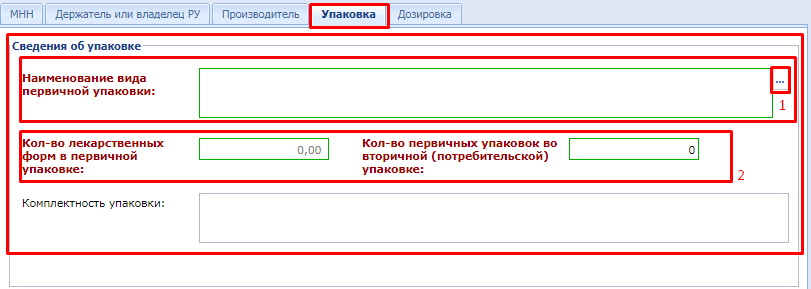 МНН Держатель или владелец РУ Производитель Упаковка Дозировка
Сведения об упаковке
Наименование вида
первичной упаковки:
...
1
Кол-во лекарственных
форм в первичной
упаковке:
0,00
Кол-во первичных упаковок во
вторичной (потребительской)
упаковке:
0
2
Комплектность упаковки: